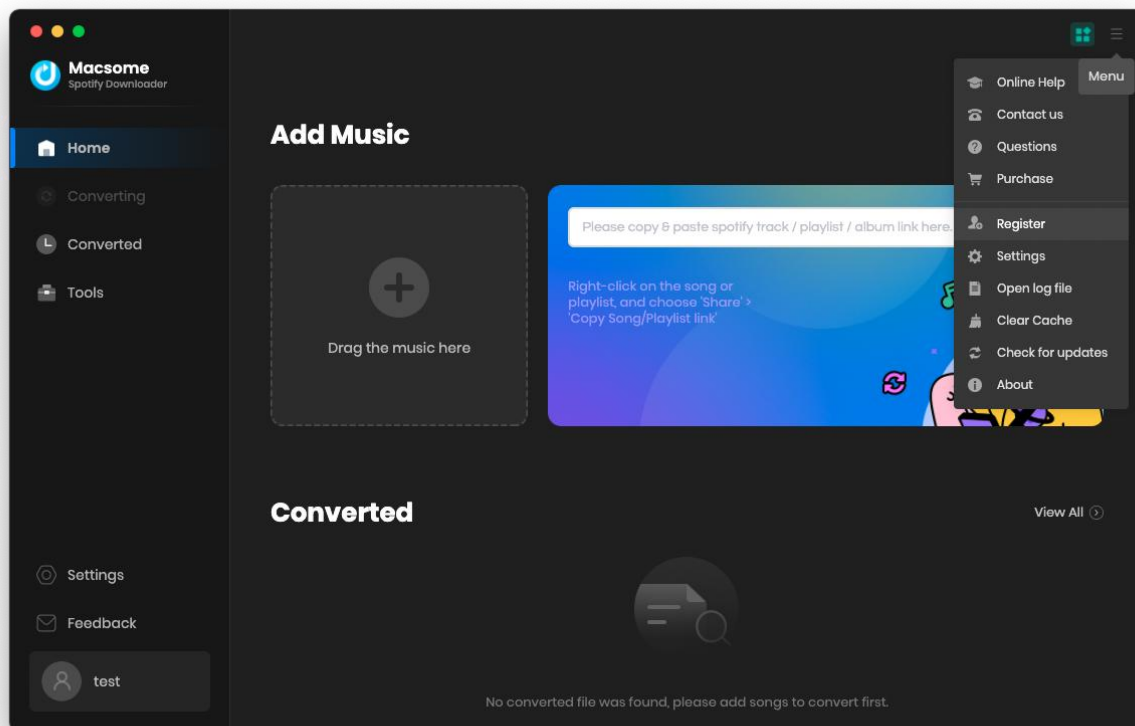 Macsome
Spotify Downloader
Home
Converting
Converted
Tools
Settings
Feedback
test
Menu
Online Help
Contact us
Questions
Purchase
Register
Settings
Open log file
Clear Cache
Check for updates
About
Add Music
Drag the music here
Please copy & paste spotify track / playlist / album link here.
Right-click on the song or
playlist, and choose 'Share' >
'Copy Song/Playlist link'
Converted
View All
No converted file was found, please add songs to convert first.